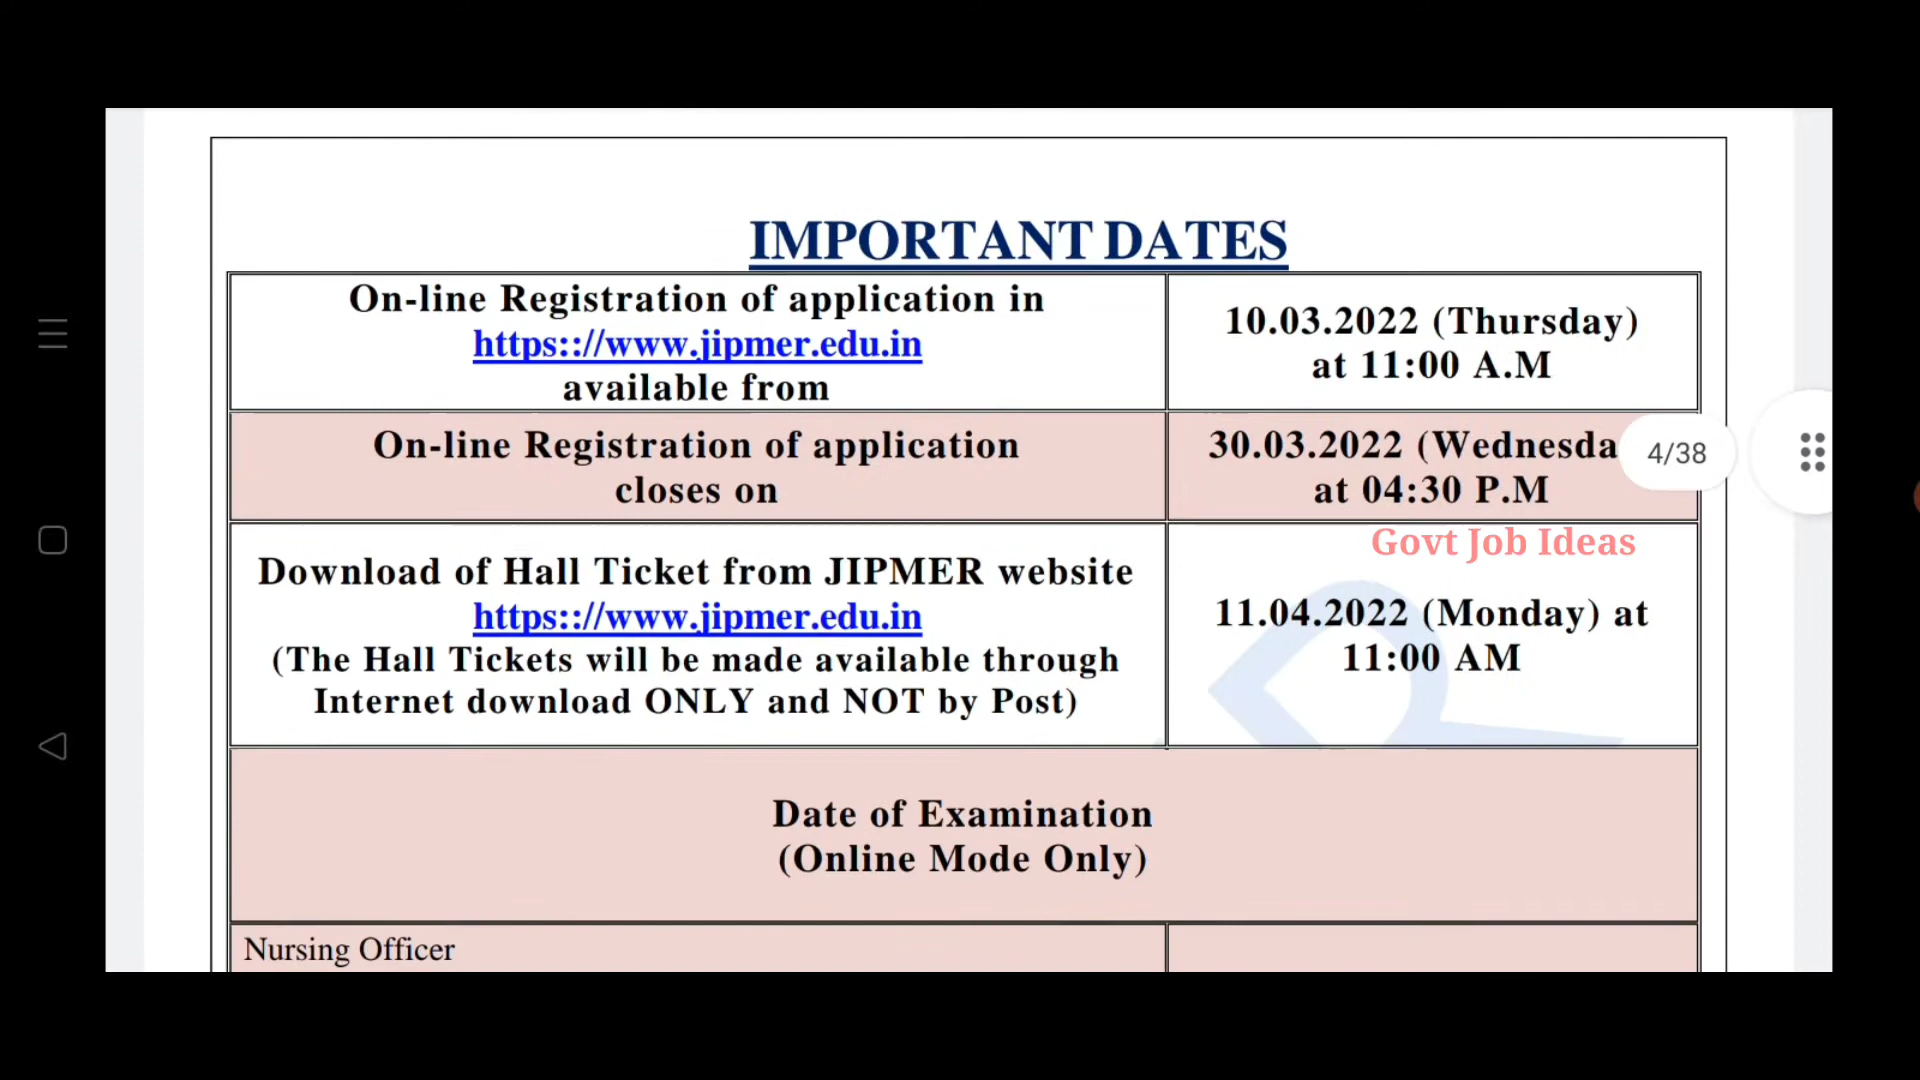 IMPORTANT DATES
On-line Registration of application in
https:://www.jipmer.edu.in
available from
10.03.2022 (Thursday)
at 11:00 A.M
On-line Registration of application
closes on
30.03.2022 (Wednesda
at 04:30 P.M
4/38
Govt Job Ideas
Download of Hall Ticket from JIPMER website
https:://www.jipmer.edu.in
(The Hall Tickets will be made available through
Internet download ONLY and NOT by Post)
11.04.2022 (Monday) at
11:00 AM
Date of Examination
(Online Mode Only)
Nursing Officer